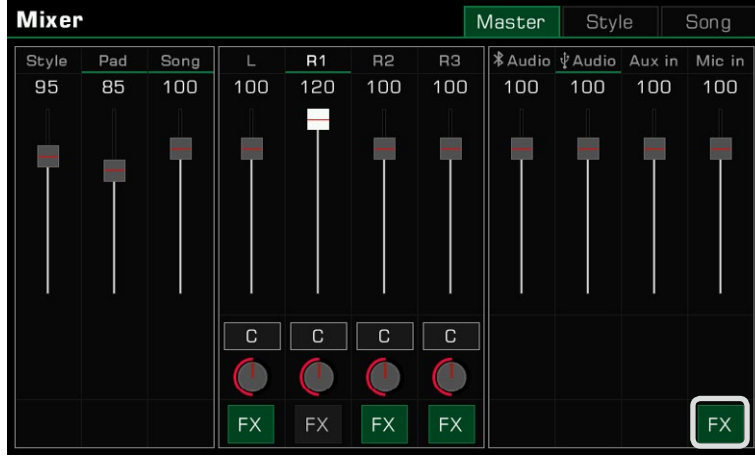 Mixer Master Style Song
Style Pad Song L R1 R2 R3 Audio Audio Aux in Mic in
95 85 100 100 120 100 100 100 100 100 100
C C C C
FX FX FX FX FX